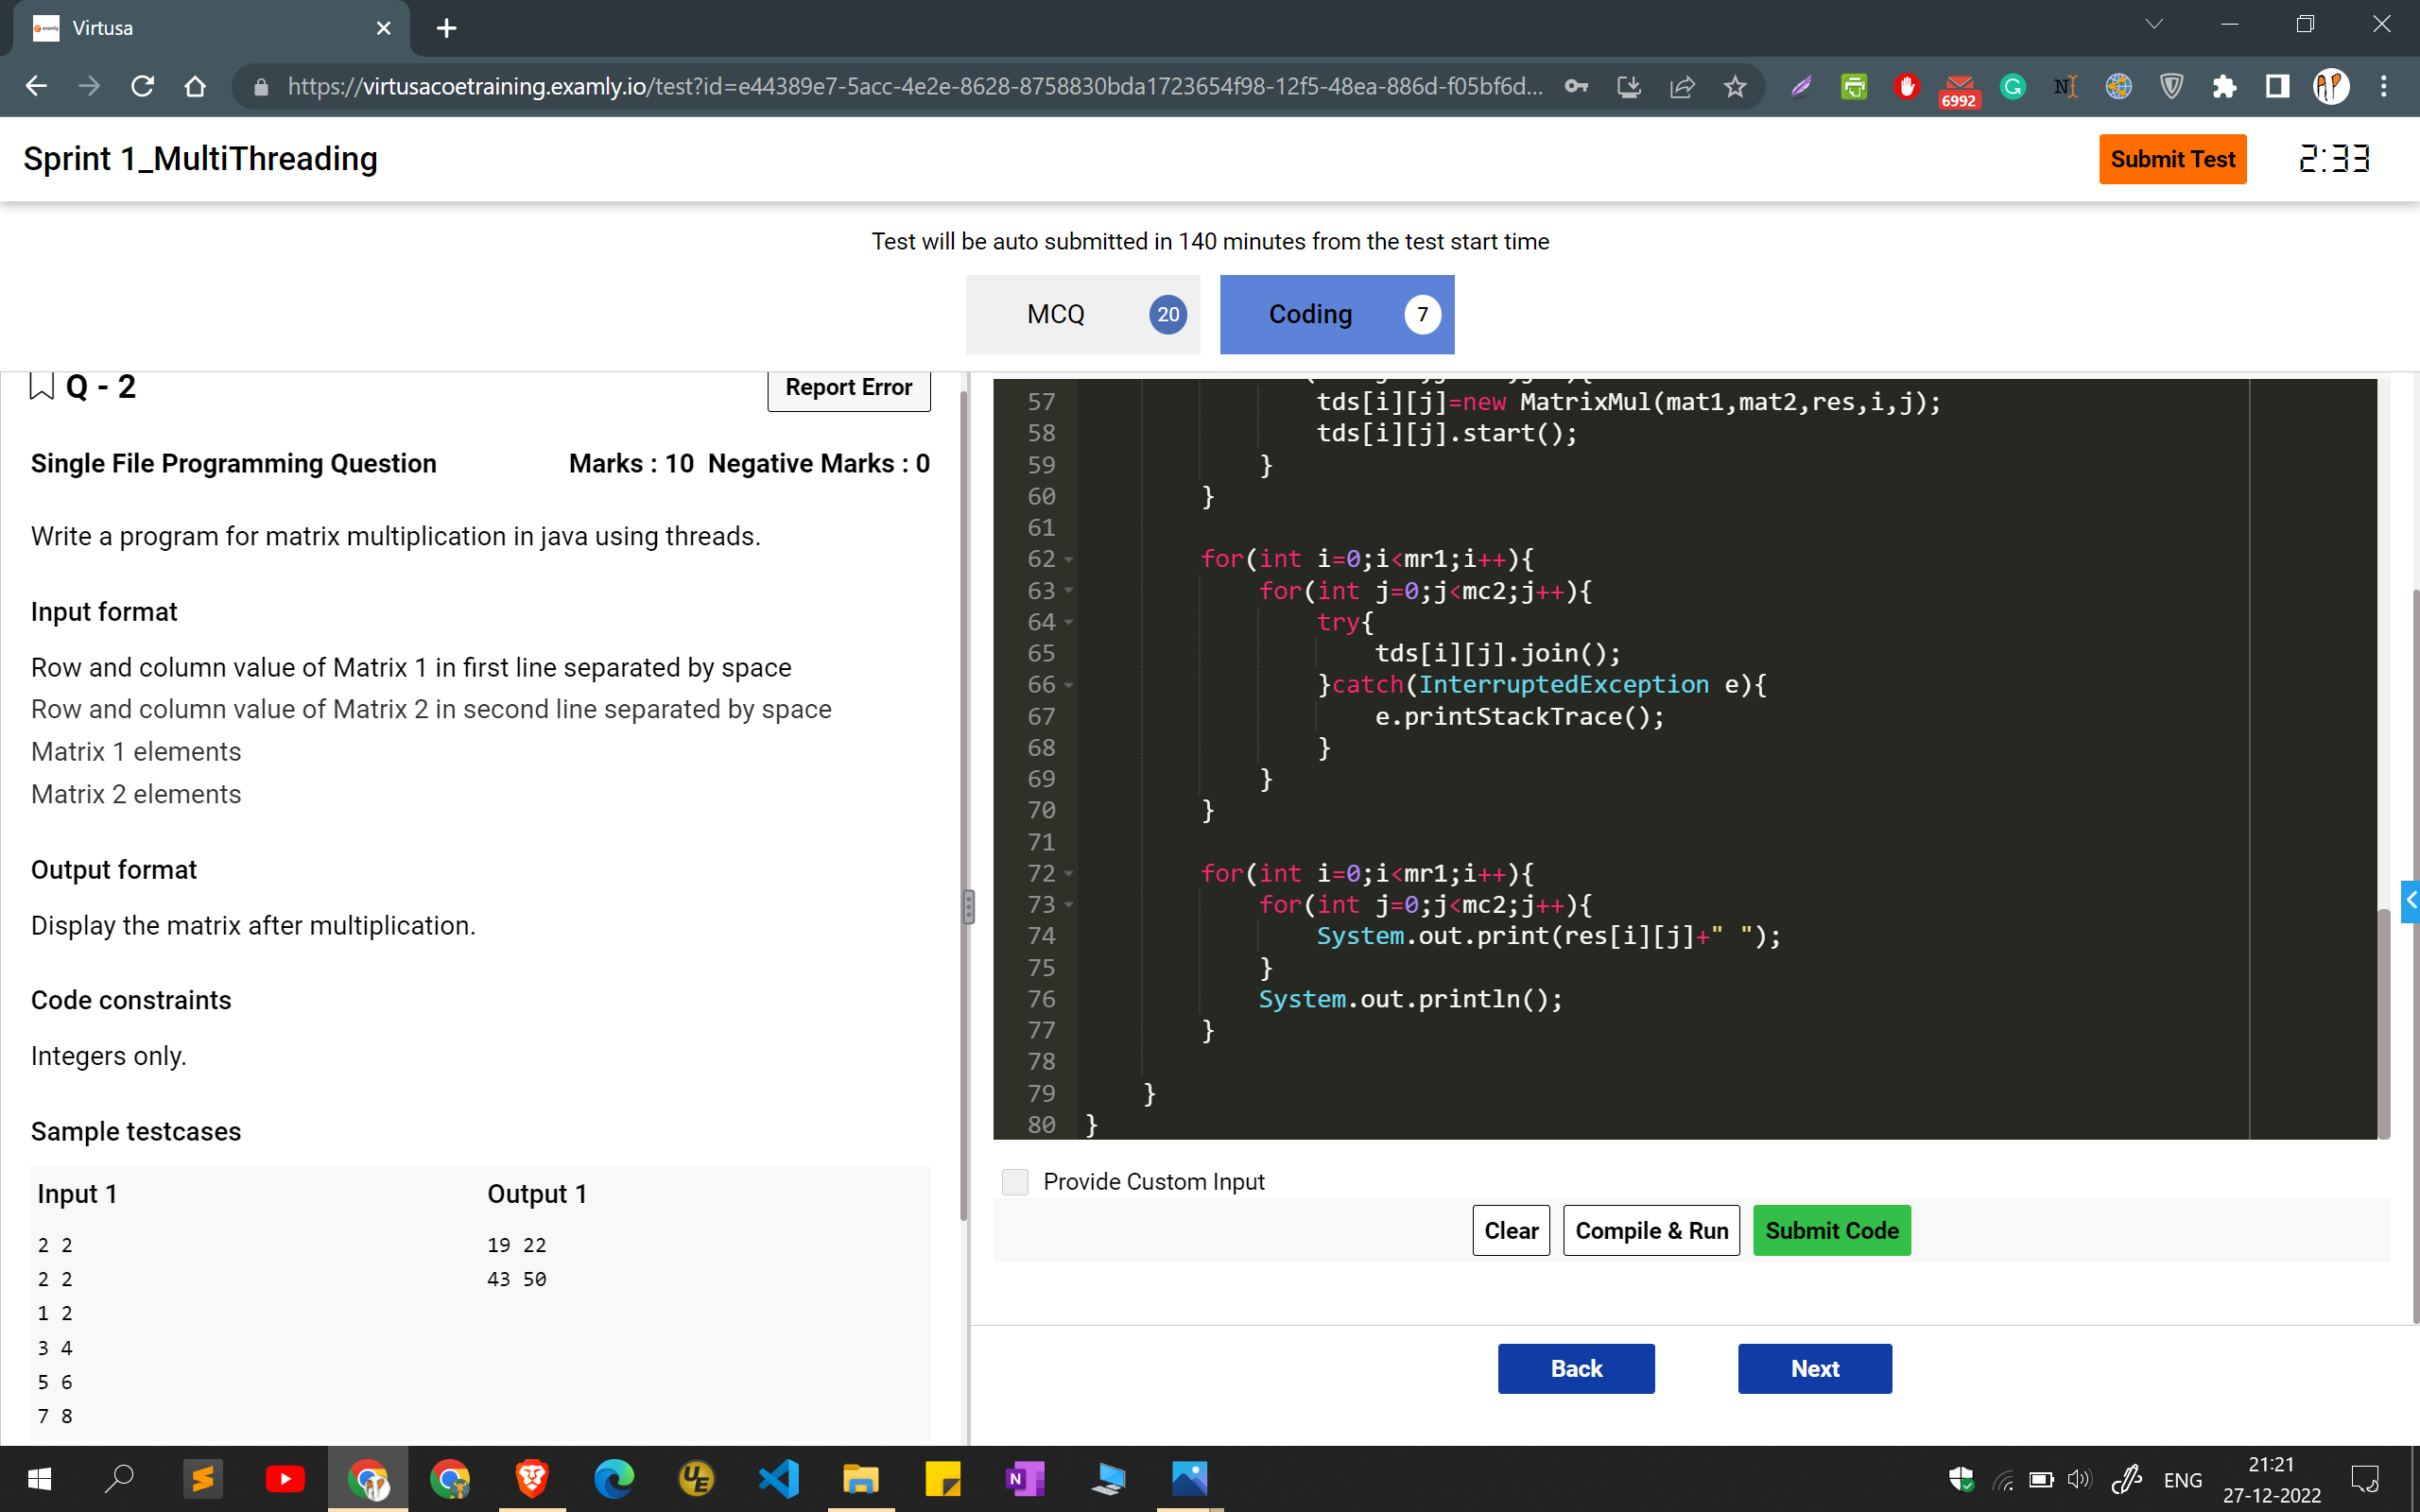 Virtusa
https://virtusacoetraining.examly.io/test?id=e44389e7-5acc-4e2e-8628-8758830bda1723654f98-12f5-48ea-886d-f05bf6d...
6992
Sprint 1_MultiThreading
Submit Test
2:33
Test will be auto submitted in 140 minutes from the test start time
MCQ 20
Coding 7
Q - 2
Report Error
Single File Programming Question
Marks : 10 Negative Marks : 0
Write a program for matrix multiplication in java using threads.
Input format
Row and column value of Matrix 1 in first line separated by space
Row and column value of Matrix 2 in second line separated by space
Matrix 1 elements
Matrix 2 elements
Output format
Display the matrix after multiplication.
Code constraints
Integers only.
Sample testcases
Input 1
2 2
2 2
1 2
3 4
5 6
7 8
Output 1
19 22
43 50
57 tds[i][j]=new MatrixMul(mat1,mat2,res,i,j);
58 tds[i][j].start();
59 }
60 }
61
62 for(int i=0;i<mr1;i++){
63 for(int j=0;j<mc2;j++){
64 try{
65 tds[i][j].join();
66 }catch(InterruptedException e){
67 e.printStackTrace();
68 }
69 }
70 }
71
72 for(int i=0;i<mr1;i++){
73 for(int j=0;j<mc2;j++){
74 System.out.print(res[i][j]+" ");
75 }
76 System.out.println();
77 }
78
79 }
80 }
Provide Custom Input
Clear
Compile & Run
Submit Code
Back
Next
ENG
21:21
27-12-2022